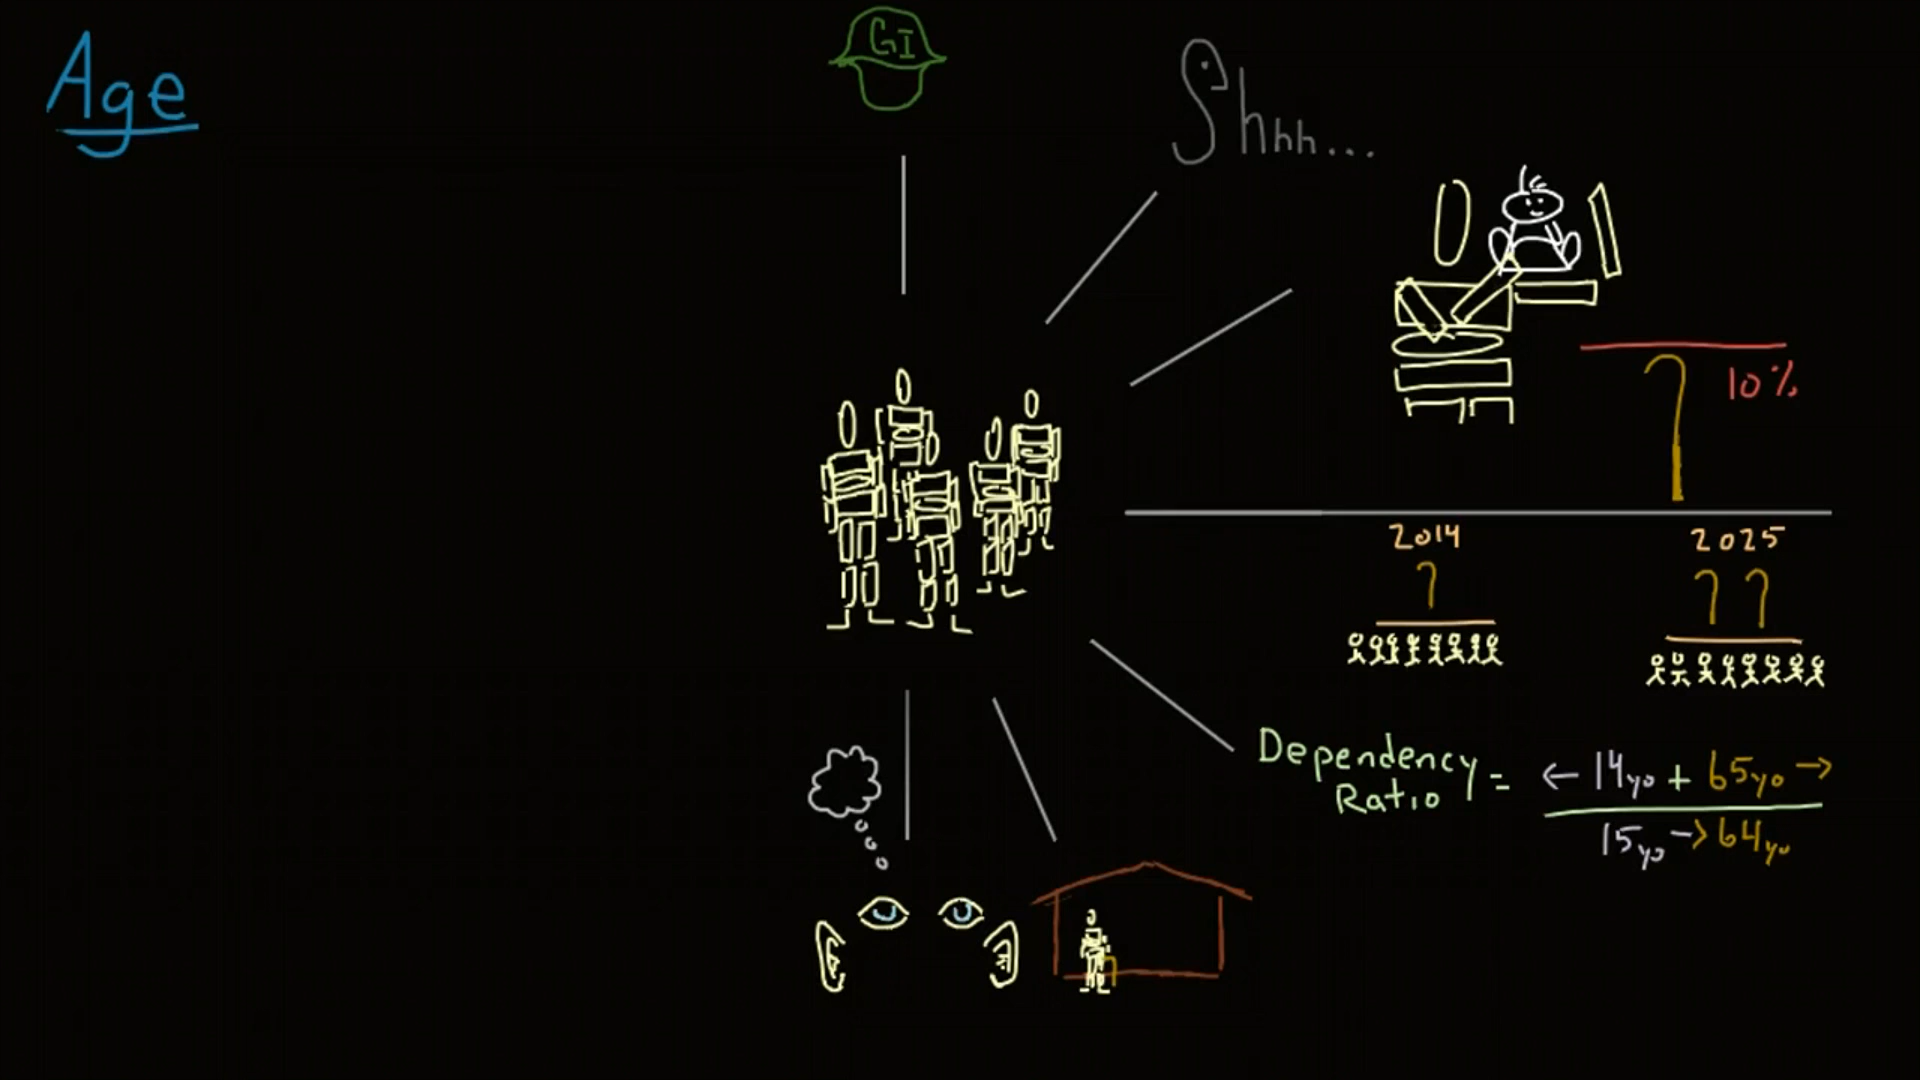 Age
GI
Shhh...
10%
2014
2025
Dependency
Ratio
=
← 14yo + 65yo →
15yo → 64yo